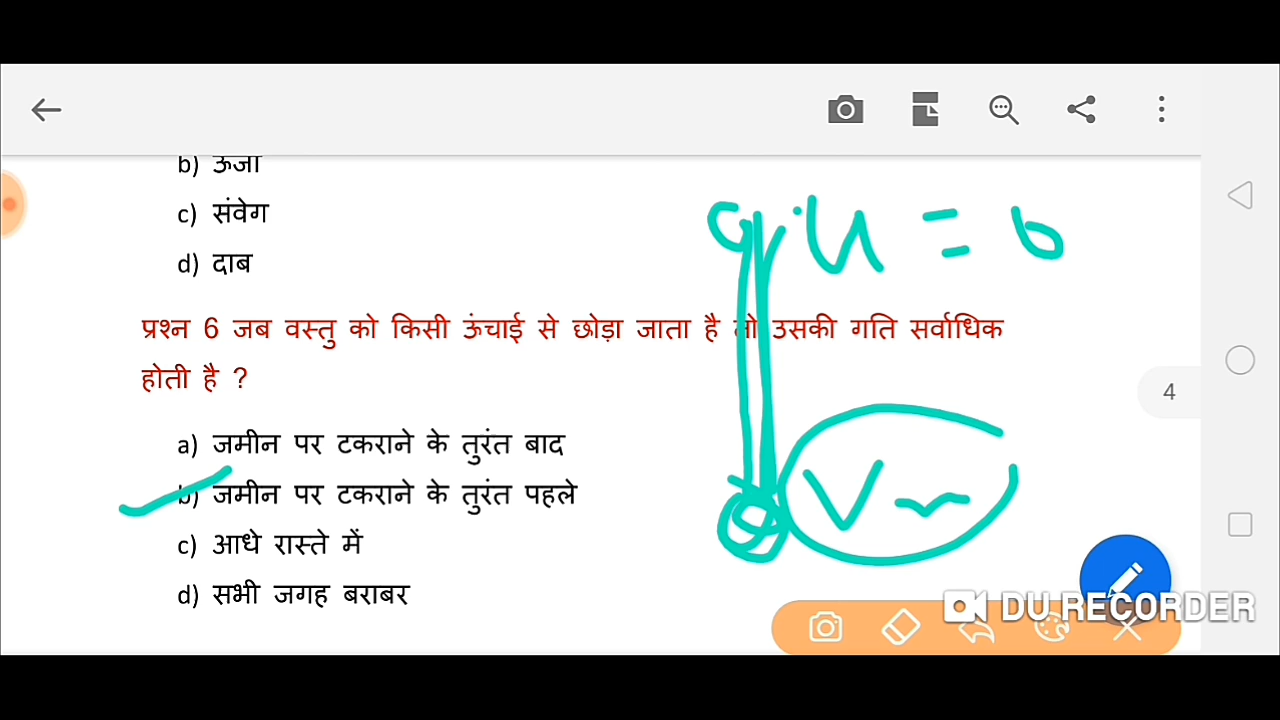 b) ऊर्जा
c) संवेग
u = 0
d) दाब
प्रश्न 6 जब वस्तु को किसी ऊंचाई से छोड़ा जाता है तो उसकी गति सर्वाधिक
होती है ?
4
a) जमीन पर टकराने के तुरंत बाद
b) जमीन पर टकराने के तुरंत पहले
V
c) आधे रास्ते में
d) सभी जगह बराबर
DU RECORDER